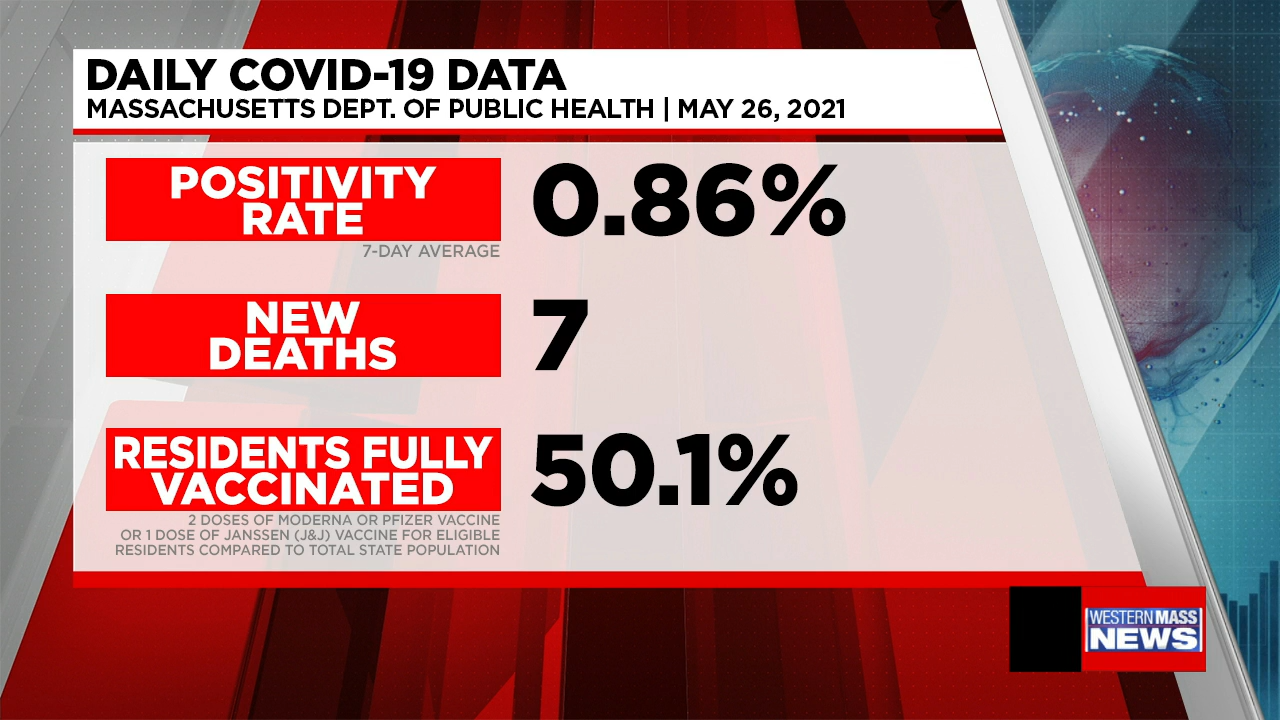 DAILY COVID-19 DATA
MASSACHUSETTS DEPT. OF PUBLIC HEALTH | MAY 26, 2021
POSITIVITY
RATE
0.86%
7-DAY AVERAGE
NEW
DEATHS
7
RESIDENTS FULLY
VACCINATED
50.1%
2 DOSES OF MODERNA OR PFIZER VACCINE
OR 1 DOSE OF JANSSEN (J&J) VACCINE FOR ELIGIBLE
RESIDENTS COMPARED TO TOTAL STATE POPULATION
WESTERN MASS
NEWS